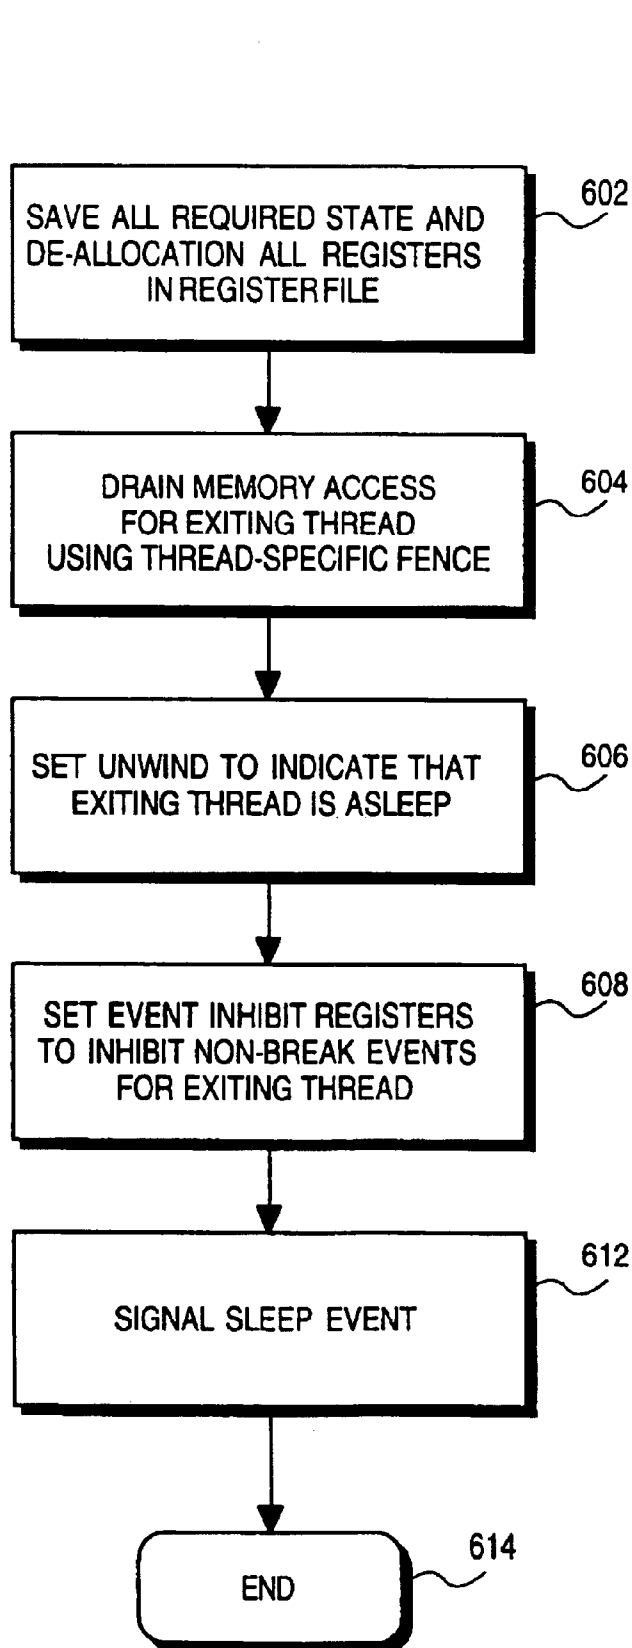 602
SAVE ALL REQUIRED STATE AND
DE-ALLOCATION ALL REGISTERS
IN REGISTER FILE
604
DRAIN MEMORY ACCESS
FOR EXITING THREAD
USING THREAD-SPECIFIC FENCE
606
SET UNWIND TO INDICATE THAT
EXITING THREAD IS ASLEEP
608
SET EVENT INHIBIT REGISTERS
TO INHIBIT NON-BREAK EVENTS
FOR EXITING THREAD
612
SIGNAL SLEEP EVENT
614
END